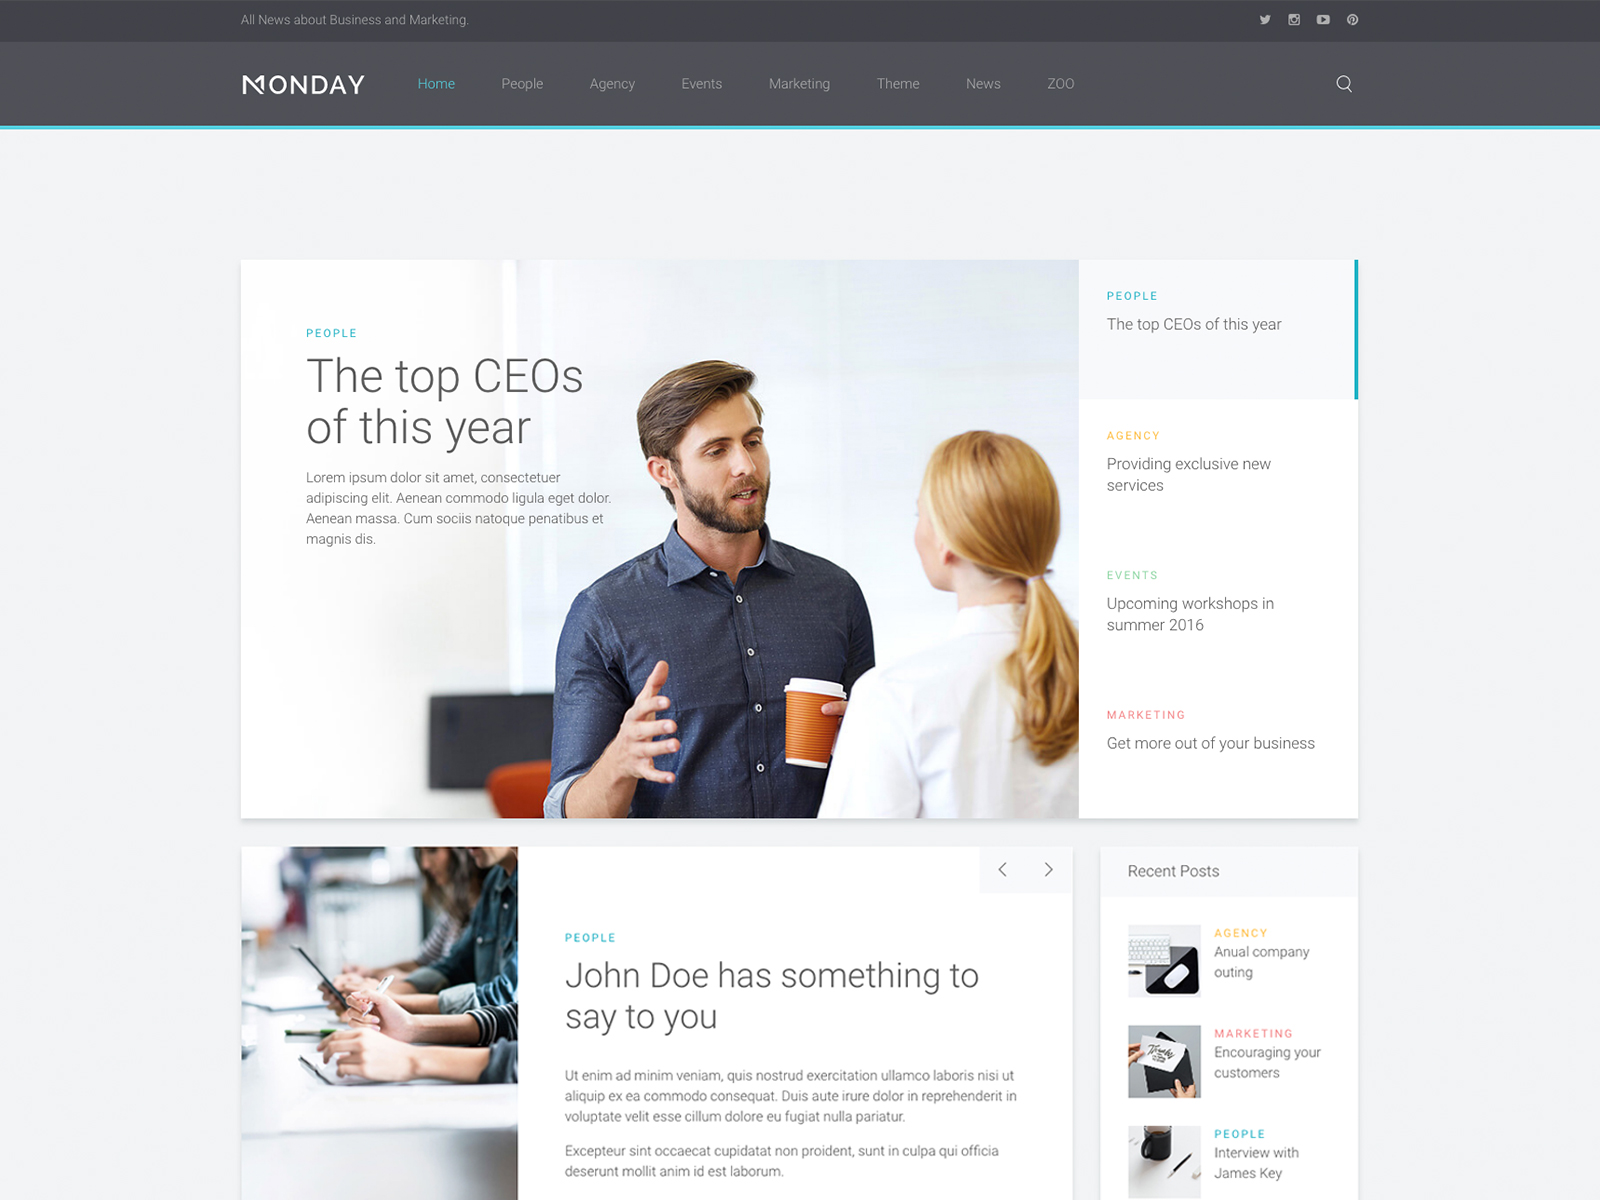 All News about Business and Marketing.
MONDAY
Home People Agency Events Marketing Theme News ZOO
PEOPLE
The top CEOs
of this year
Lorem ipsum dolor sit amet, consectetuer
adipiscing elit. Aenean commodo ligula eget dolor.
Aenean massa. Cum sociis natoque penatibus et
magnis dis.
PEOPLE
The top CEOs of this year
AGENCY
Providing exclusive new
services
EVENTS
Upcoming workshops in
summer 2016
MARKETING
Get more out of your business
PEOPLE
John Doe has something to
say to you
Ut enim ad minim veniam, quis nostrud exercitation ullamco laboris nisi ut
aliquip ex ea commodo consequat. Duis aute irure dolor in reprehenderit in
voluptate velit esse cillum dolore eu fugiat nulla pariatur.
Excepteur sint occaecat cupidatat non proident, sunt in culpa qui officia
deserunt mollit anim id est laborum.
Recent Posts
AGENCY
Anual company
outing
MARKETING
Encouraging your
customers
PEOPLE
Interview with
James Key